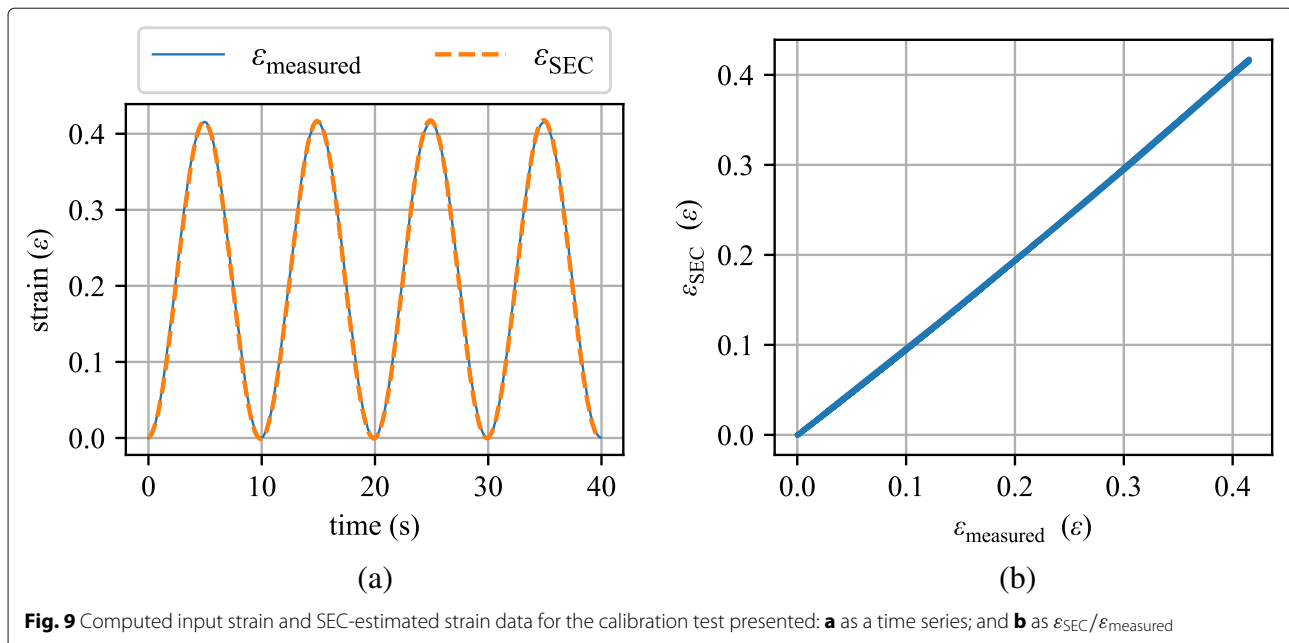 ε_measured ε_SEC
0.4
0.3
0.2
0.1
0.0
strain (ε)
0 10 20 30 40
time (s)
(a)
0.4
0.3
0.2
0.1
0.0
ε_SEC (ε)
0.0 0.1 0.2 0.3 0.4
ε_measured (ε)
(b)
Fig. 9 Computed input strain and SEC-estimated strain data for the calibration test presented: a as a time series; and b as ε_SEC/ε_measured